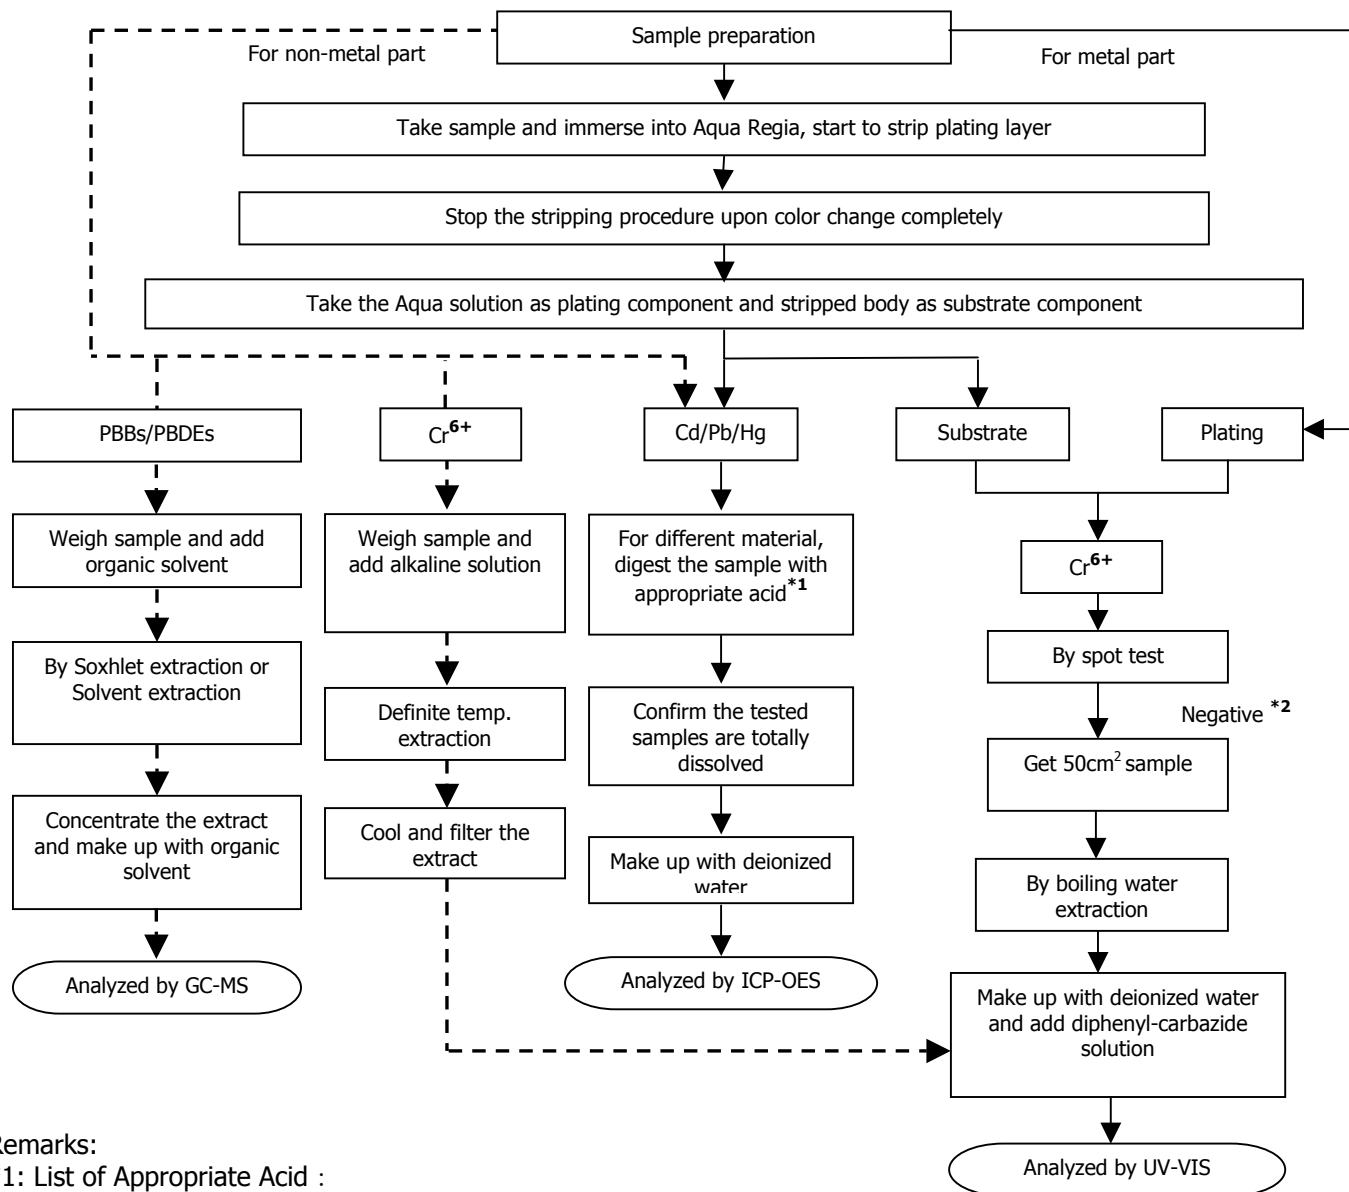 Sample preparation
For non-metal part
For metal part
Take sample and immerse into Aqua Regia, start to strip plating layer
Stop the stripping procedure upon color change completely
Take the Aqua solution as plating component and stripped body as substrate component
PBBs/PBDEs
Cr6+
Cd/Pb/Hg
Substrate
Plating
Weigh sample and add
organic solvent
Weigh sample and
add alkaline solution
For different material,
digest the sample with
appropriate acid*1
Cr6+
By Soxhlet extraction or
Solvent extraction
Definite temp.
extraction
Confirm the tested
samples are totally
dissolved
By spot test
Negative *2
Get 50cm2 sample
Concentrate the extract
and make up with organic
solvent
Cool and filter the
extract
Make up with deionized
water
By boiling water
extraction
Analyzed by GC-MS
Analyzed by ICP-OES
Make up with deionized water
and add diphenyl-carbazide
solution
Analyzed by UV-VIS
Remarks:
1: List of Appropriate Acid :